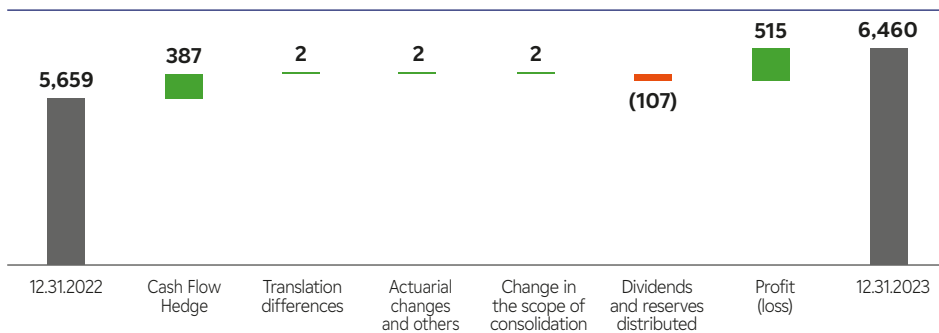 5,659
387
2
2
2
(107)
515
6,460
12.31.2022
Cash Flow
Hedge
Translation
differences
Actuarial
changes
and others
Change in
the scope of
consolidation
Dividends
and reserves
distributed
Profit
(loss)
12.31.2023